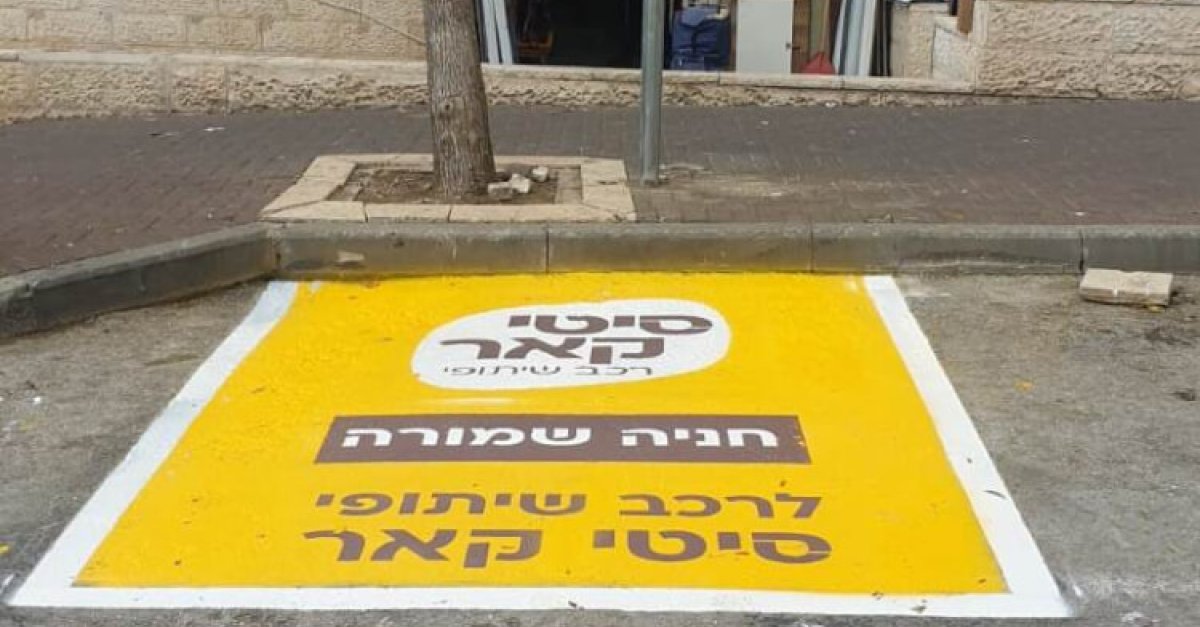 סיטי
קאר
רכב שיתופי
חניה שמורה
לרכב שיתופי
סיטי קאר